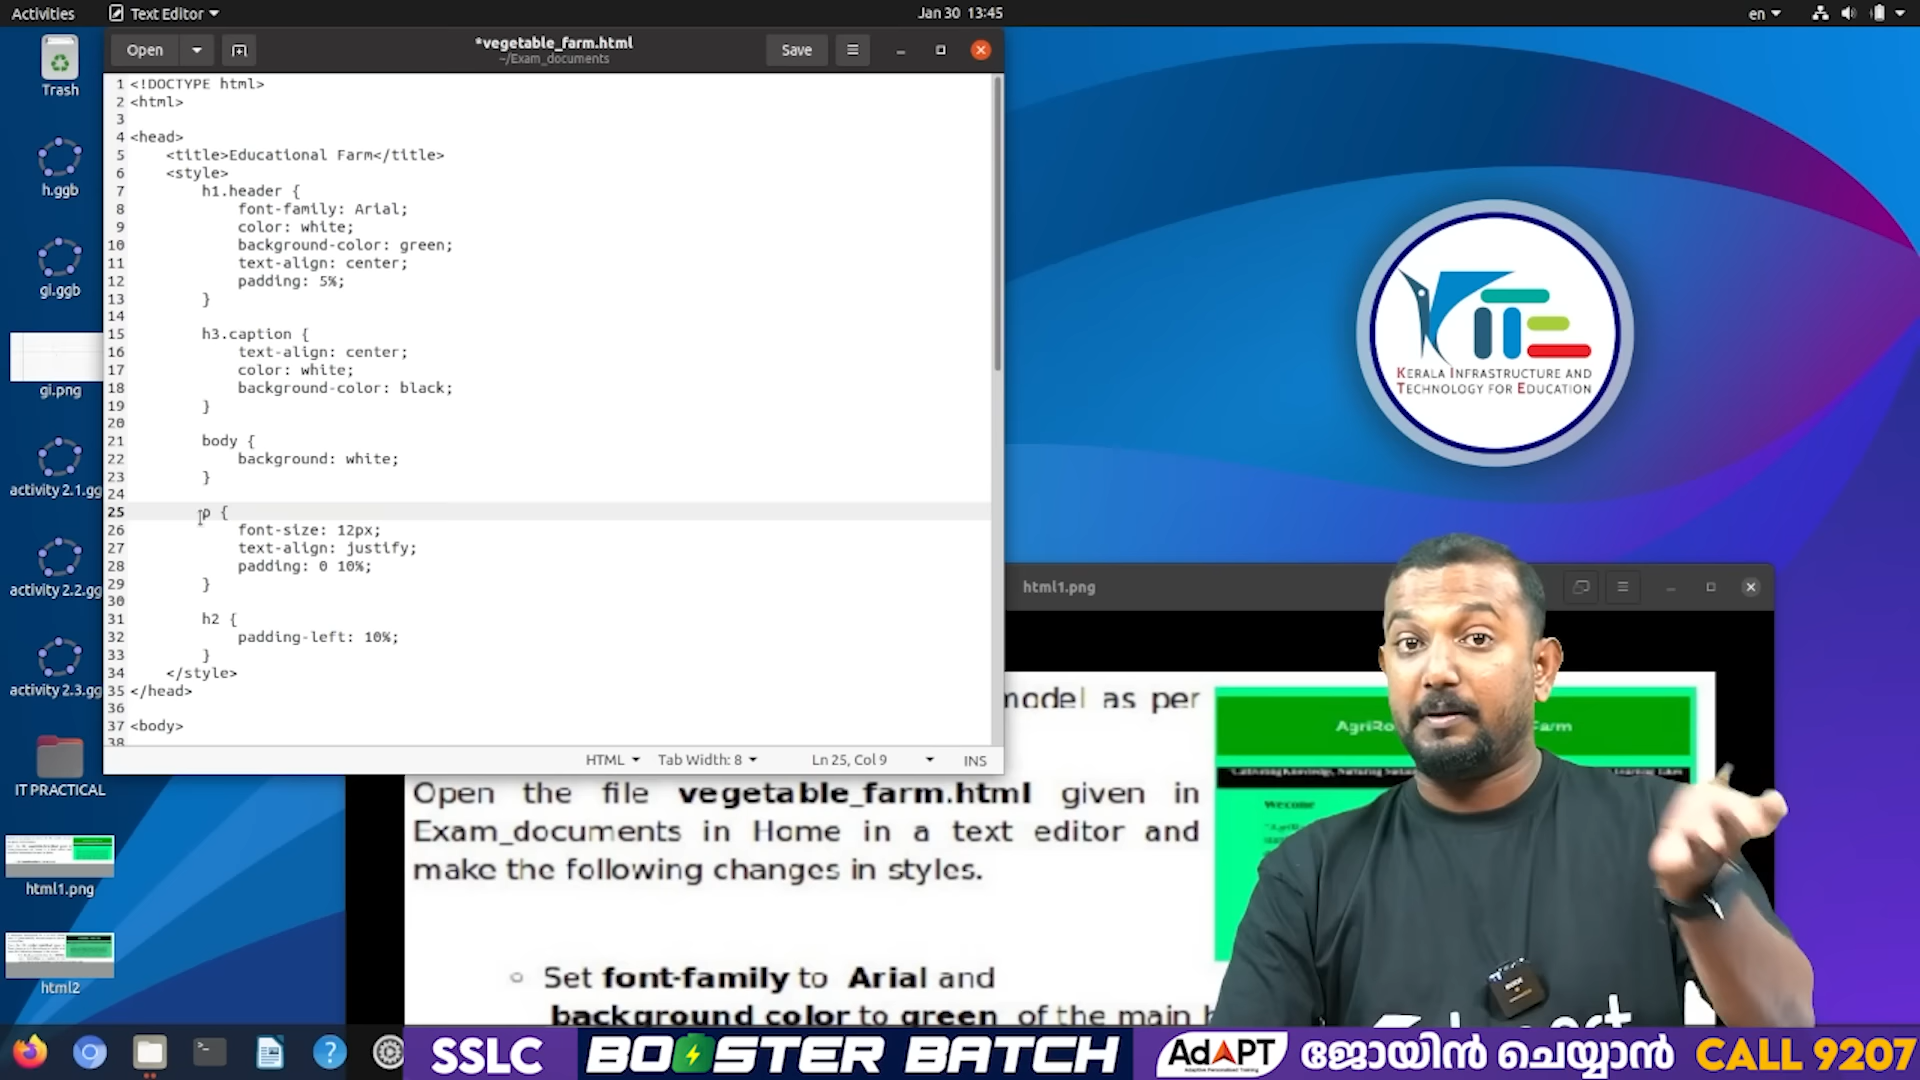 Activities
Text Editor
Jan 30 13:45
en
Open
*vegetable_farm.html
~/Exam_documents
Save
Trash
h.ggb
gi.ggb
gi.png
activity 2.1.gg
activity 2.2.gg
activity 2.3.gg
IT PRACTICAL
html1.png
html2
1 <!DOCTYPE html>
2 <html>
3
4 <head>
5 <title>Educational Farm</title>
6 <style>
7 h1.header {
8 font-family: Arial;
9 color: white;
10 background-color: green;
11 text-align: center;
12 padding: 5%;
13 }
14
15 h3.caption {
16 text-align: center;
17 color: white;
18 background-color: black;
19 }
20
21 body {
22 background: white;
23 }
24
25 p {
26 font-size: 12px;
27 text-align: justify;
28 padding: 0 10%;
29 }
30
31 h2 {
32 padding-left: 10%;
33 }
34 </style>
35 </head>
36
37 <body>
38
HTML
Tab Width: 8
Ln 25, Col 9
INS
KERALA INFRASTRUCTURE AND
TECHNOLOGY FOR EDUCATION
html1.png
model as per
Open the file vegetable_farm.html given in
Exam_documents in Home in a text editor and
make the following changes in styles.
Set font-family to Arial and
background color to green of the main
SSLC
BOOSTER BATCH
AdAPT
ജോയിൻ ചെയ്യാൻ
CALL 9207